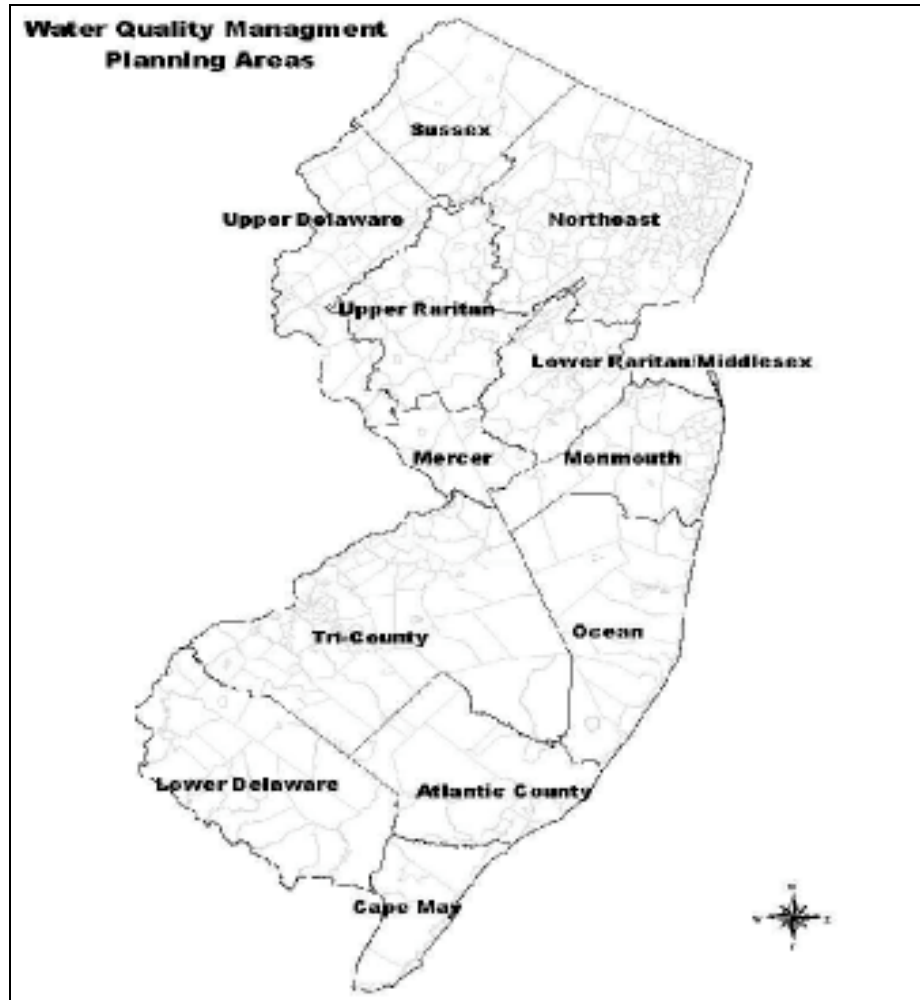 Water Quality Managment
Planning Areas
Sussex
Upper Delaware
Northeast
Upper Raritan
Lower Raritan/Middlesex
Mercer
Monmouth
Tri-County
Ocean
Lower Delaware
Atlantic County
Cape May
N
W